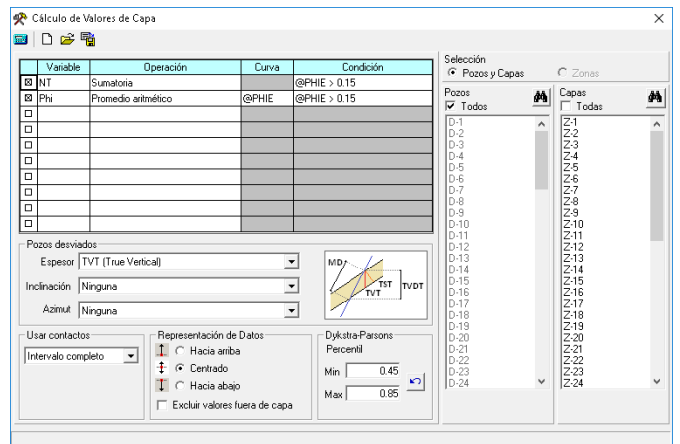 Cálculo de Valores de Capa
Variable Operación Curva Condición
NT Sumatoria @PHIE > 0.15
Phi Promedio aritmético @PHIE @PHIE > 0.15
Pozos desviados
Espesor TVT (True Vertical)
Inclinación Ninguna
Azimut Ninguna
MD
TST
TVT
TVDT
Usar contactos
Intervalo completo
Representación de Datos
Hacia arriba
Centrado
Hacia abajo
Excluir valores fuera de capa
Dykstra-Parsons
Percentil
Min 0.45
Max 0.85
Selección
Pozos y Capas Zonas
Pozos
Todos
D-1
D-2
D-3
D-4
D-5
D-6
D-7
D-8
D-9
D-10
D-11
D-12
D-13
D-14
D-15
D-16
D-17
D-18
D-19
D-20
D-21
D-22
D-23
D-24
Capas
Todas
Z-1
Z-2
Z-3
Z-4
Z-5
Z-6
Z-7
Z-8
Z-9
Z-10
Z-11
Z-12
Z-13
Z-14
Z-15
Z-16
Z-17
Z-18
Z-19
Z-20
Z-21
Z-22
Z-23
Z-24